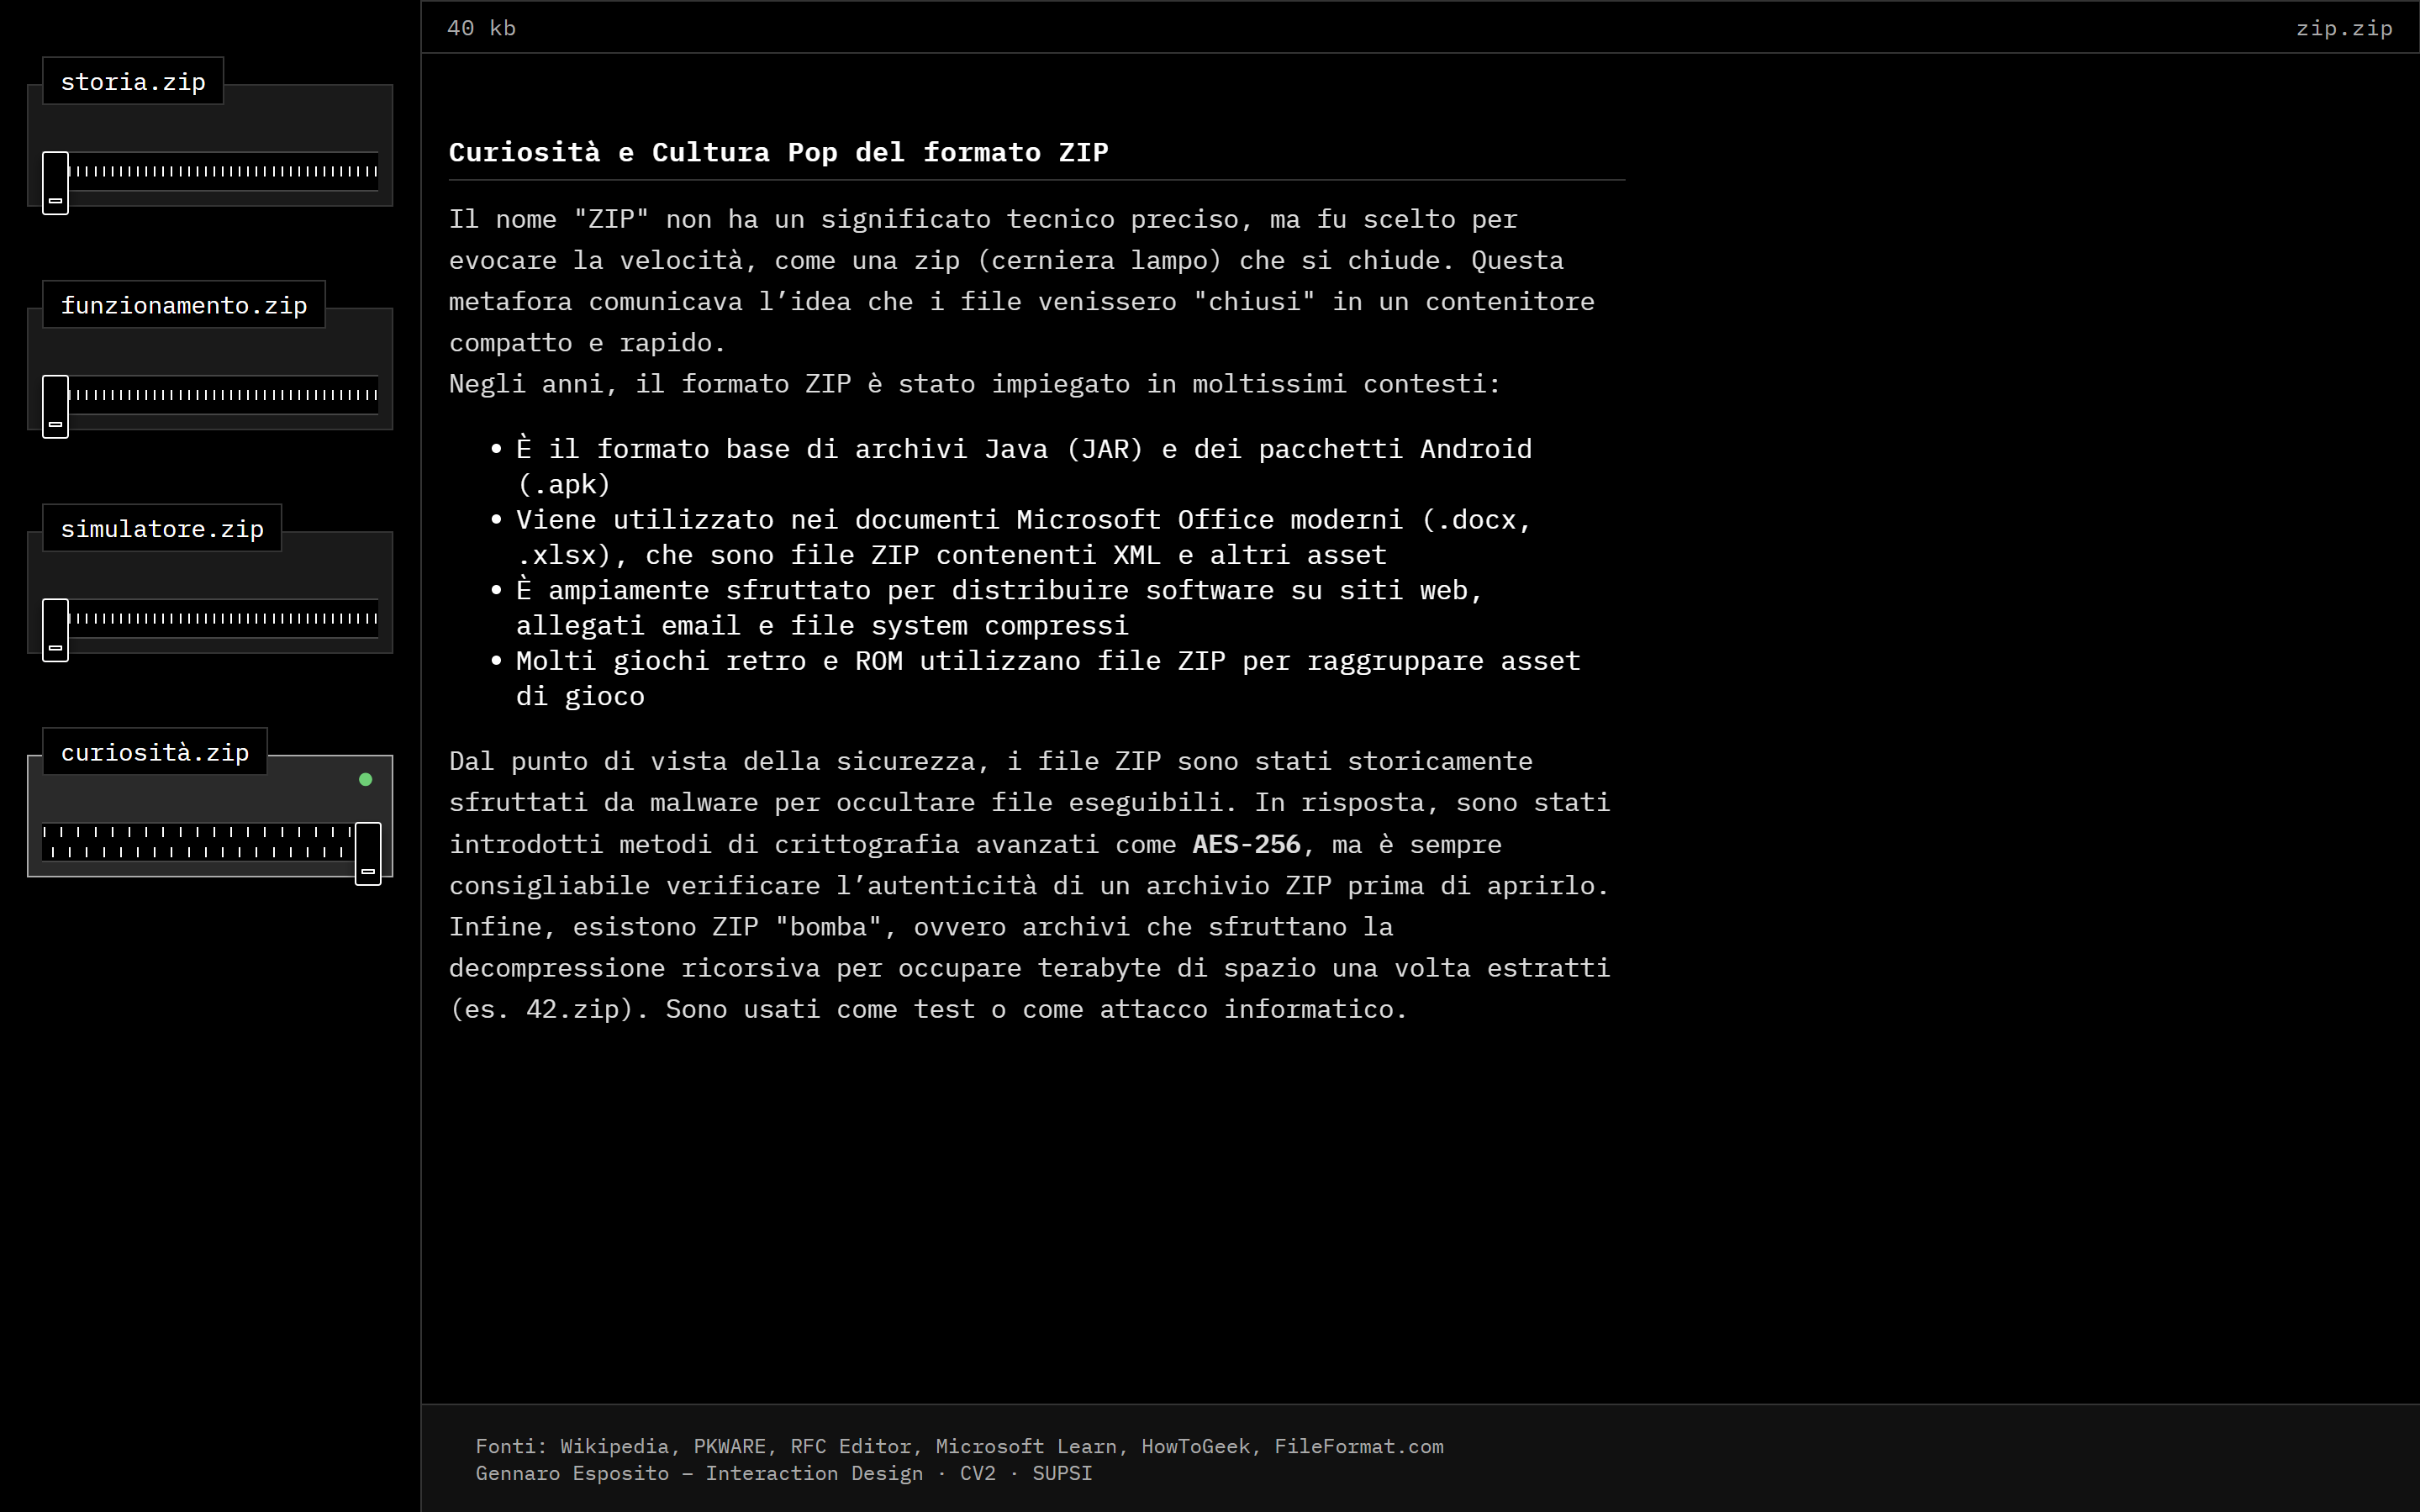 storia.zip
funzionamento.zip
simulatore.zip
curiosità.zip
40 kb
zip.zip
Curiosità e Cultura Pop del formato ZIP
Il nome "ZIP" non ha un significato tecnico preciso, ma fu scelto per
evocare la velocità, come una zip (cerniera lampo) che si chiude. Questa
metafora comunicava l’idea che i file venissero "chiusi" in un contenitore
compatto e rapido.
Negli anni, il formato ZIP è stato impiegato in moltissimi contesti:
• È il formato base di archivi Java (JAR) e dei pacchetti Android
(.apk)
• Viene utilizzato nei documenti Microsoft Office moderni (.docx,
.xlsx), che sono file ZIP contenenti XML e altri asset
• È ampiamente sfruttato per distribuire software su siti web,
allegati email e file system compressi
• Molti giochi retro e ROM utilizzano file ZIP per raggruppare asset
di gioco
Dal punto di vista della sicurezza, i file ZIP sono stati storicamente
sfruttati da malware per occultare file eseguibili. In risposta, sono stati
introdotti metodi di crittografia avanzati come AES-256, ma è sempre
consigliabile verificare l’autenticità di un archivio ZIP prima di aprirlo.
Infine, esistono ZIP "bomba", ovvero archivi che sfruttano la
decompressione ricorsiva per occupare terabyte di spazio una volta estratti
(es. 42.zip). Sono usati come test o come attacco informatico.
Fonti: Wikipedia, PKWARE, RFC Editor, Microsoft Learn, HowToGeek, FileFormat.com
Gennaro Esposito – Interaction Design · CV2 · SUPSI